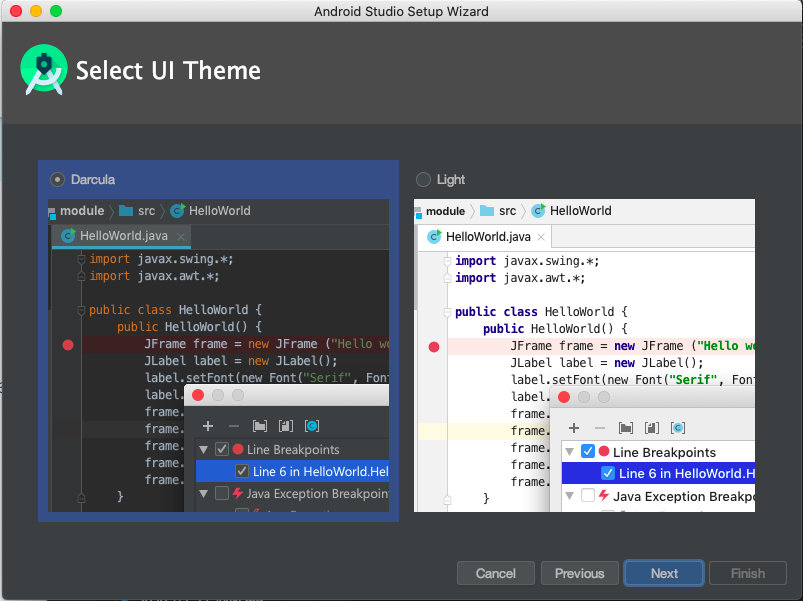 Android Studio Setup Wizard
Select UI Theme
Darcula
module src HelloWorld
HelloWorld.java
import javax.swing.*;
import javax.awt.*;
public class HelloWorld {
public HelloWorld() {
JFrame frame = new JFrame ("Hello wo
JLabel label = new JLabel();
label.setFont(new Font("Serif", Font
label.
frame.
frame.
frame.
frame.
frame.
}
Line Breakpoints
Line 6 in HelloWorld.Hel
Java Exception Breakpoin
Light
module src HelloWorld
HelloWorld.java
import javax.swing.*;
import javax.awt.*;
public class HelloWorld {
public HelloWorld() {
JFrame frame = new JFrame ("Hello wo
JLabel label = new JLabel();
label.setFont(new Font("Serif", Font
label.
frame.
frame.
frame.
frame.
frame.
}
Line Breakpoints
Line 6 in HelloWorld.H
Java Exception Breakpo
Cancel Previous Next Finish